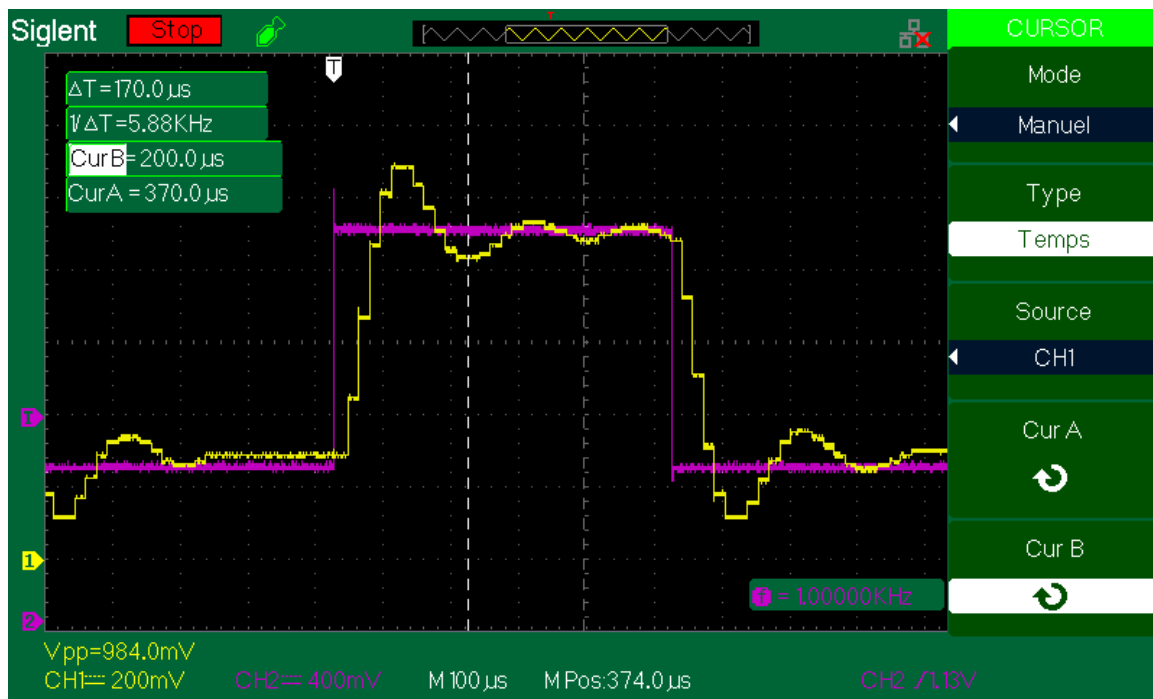 Siglent Stop
T
CURSOR
Mode
Manuel
Type
Temps
Source
CH1
Cur A
Cur B
ΔT=170.0µs
1/ΔT=5.88KHz
CurB=200.0µs
CurA=370.0µs
T
T
1
2
f = 1.00000KHz
Vpp=984.0mV
CH1 200mV CH2 400mV M 100µs M Pos:374.0µs CH2 /1.13V